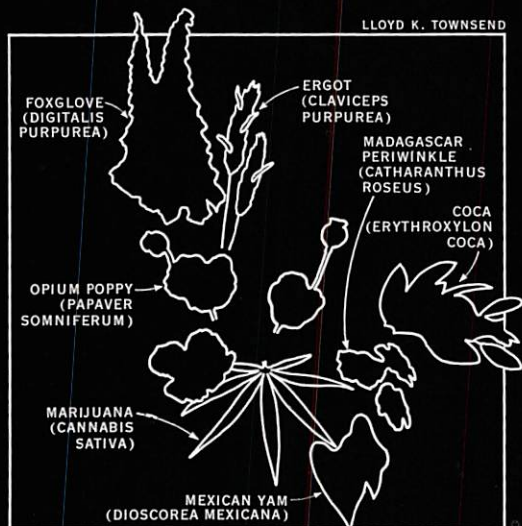 LLOYD K. TOWNSEND
FOXGLOVE
(DIGITALIS
PURPUREA)
ERGOT
(CLAVICEPS
PURPUREA)
MADAGASCAR
PERIWINKLE
(CATHARANTHUS
ROSEUS)
COCA
(ERYTHROXYLON
COCA)
OPIUM POPPY
(PAPAVER
SOMNIFERUM)
MARIJUANA
(CANNABIS
SATIVA)
MEXICAN YAM
(DIOSCOREA MEXICANA)